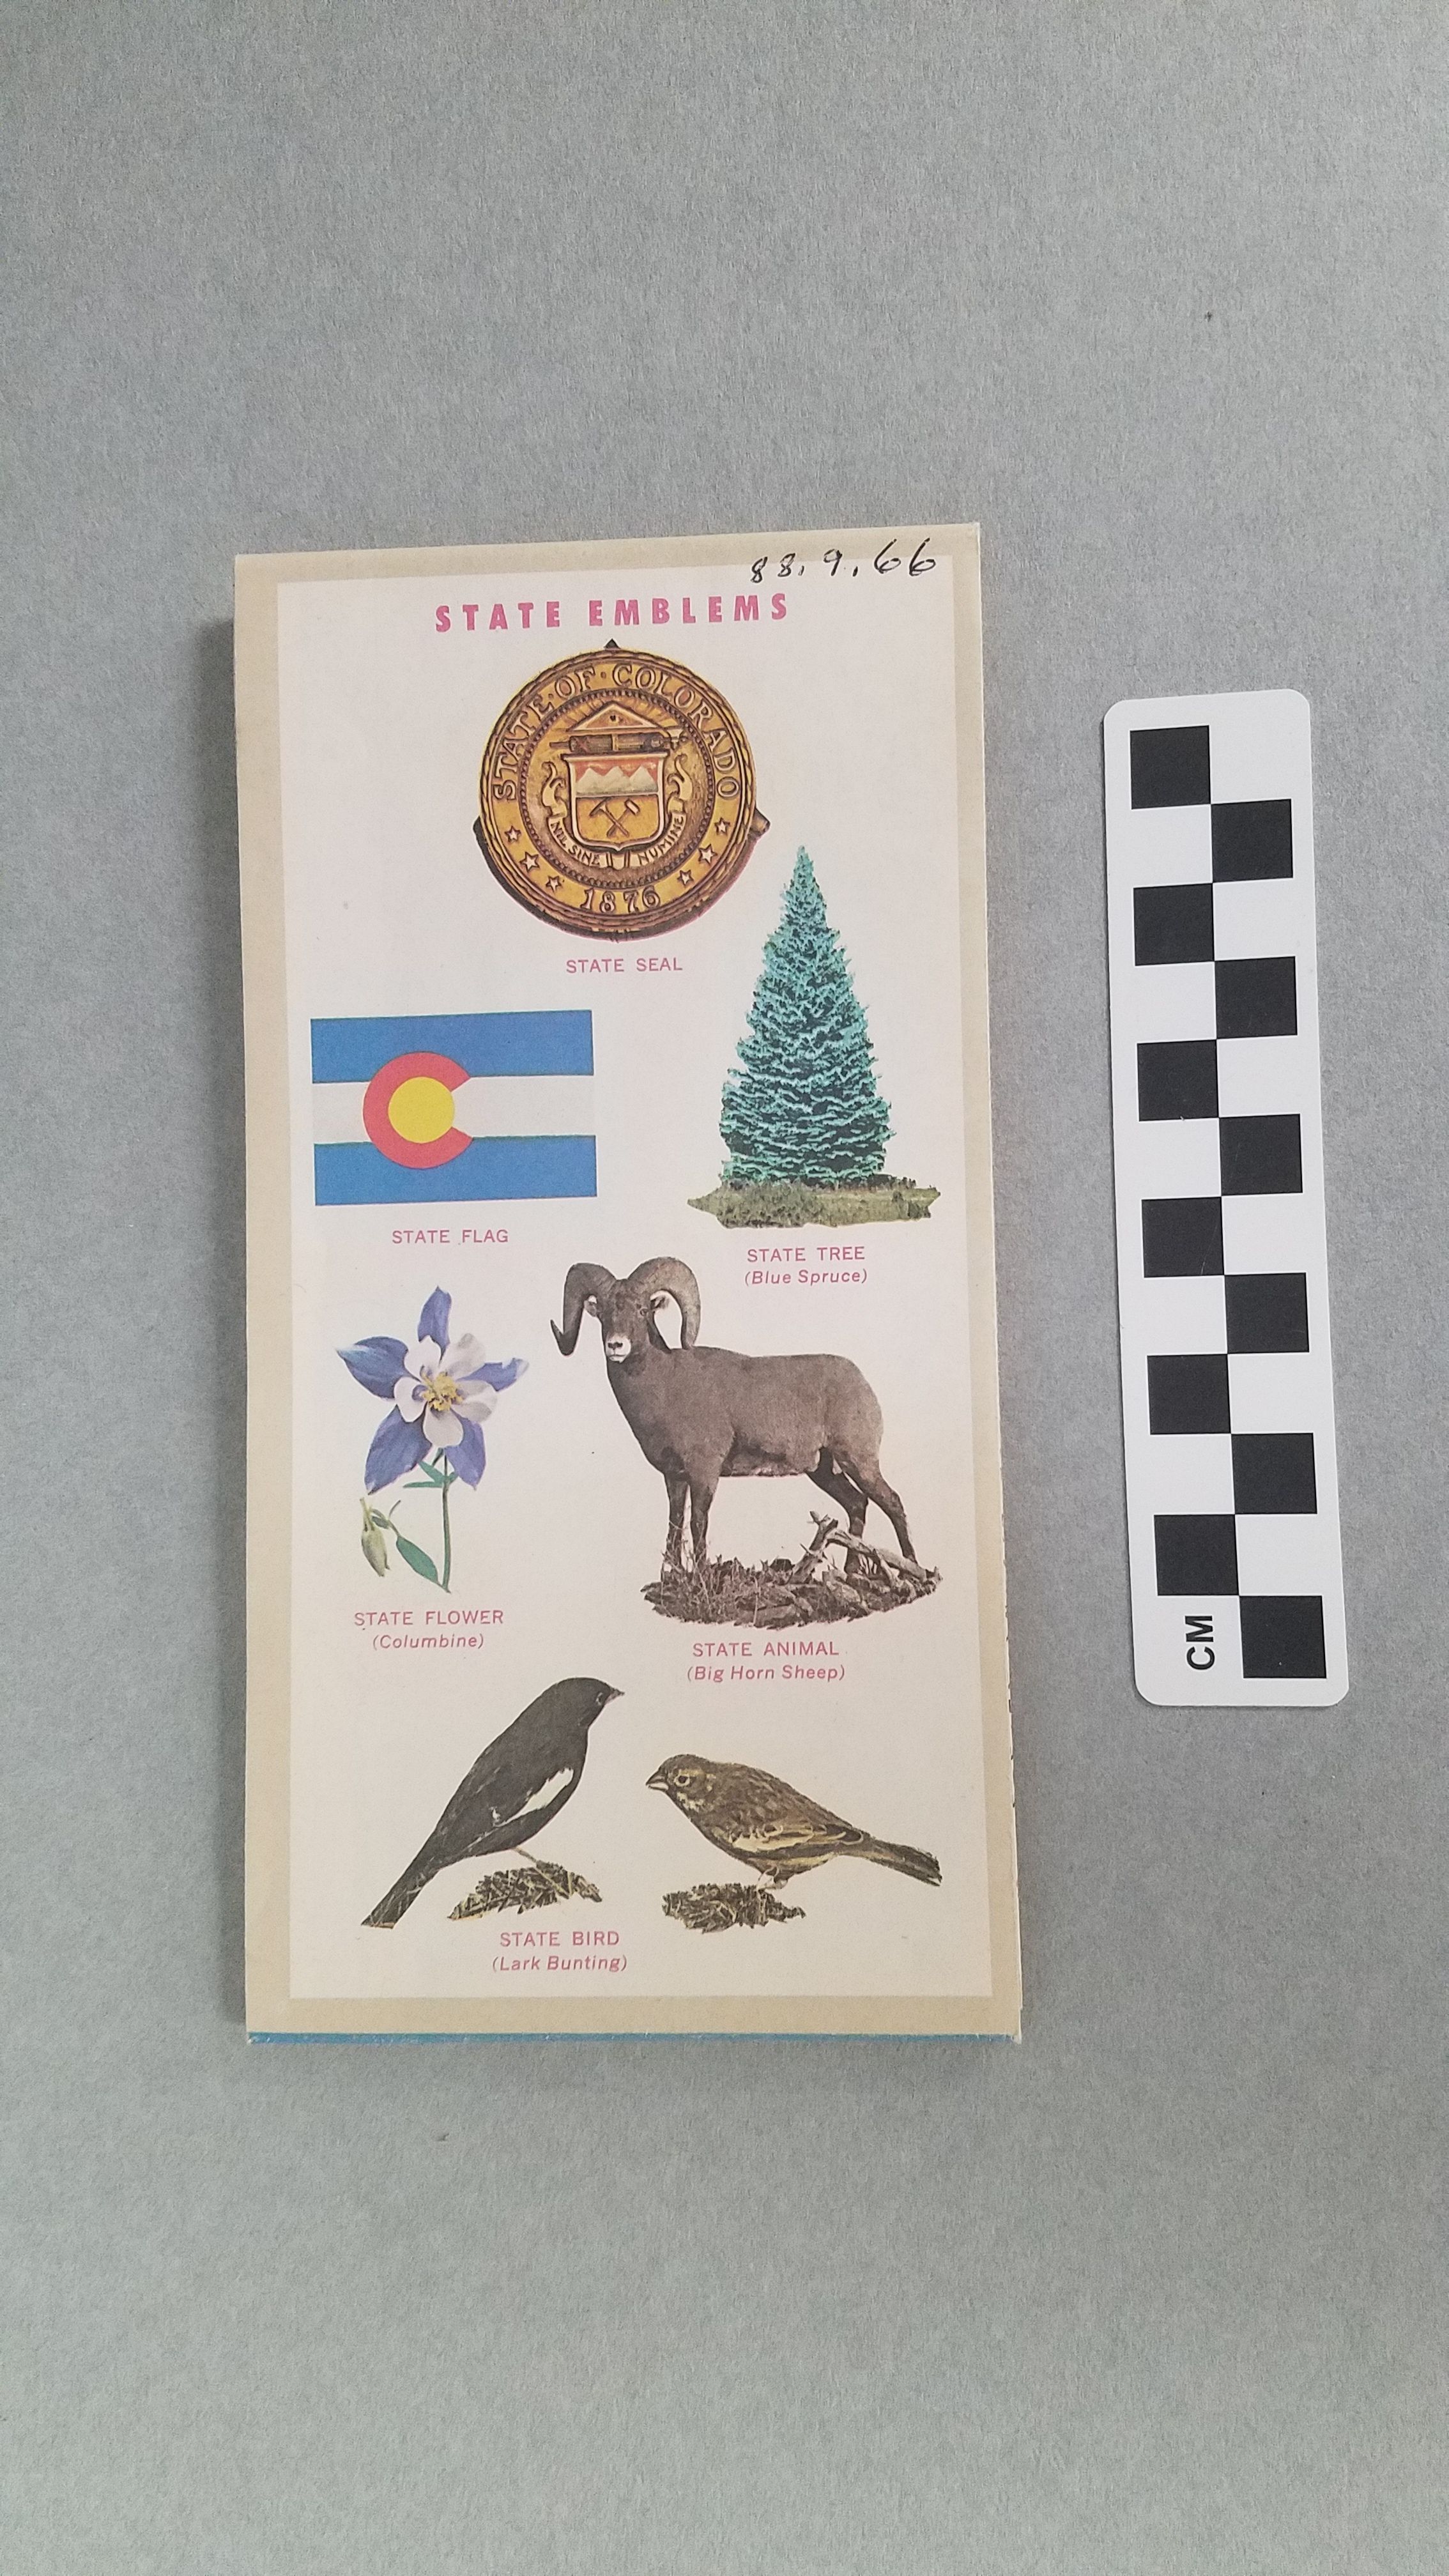 88.9.66
STATE EMBLEMS
STATE·OF·COLORADO
NIL SINE NUMINE
1876
STATE SEAL
STATE FLAG
STATE TREE
(Blue Spruce)
STATE FLOWER
(Columbine)
STATE ANIMAL
(Big Horn Sheep)
STATE BIRD
(Lark Bunting)
CM